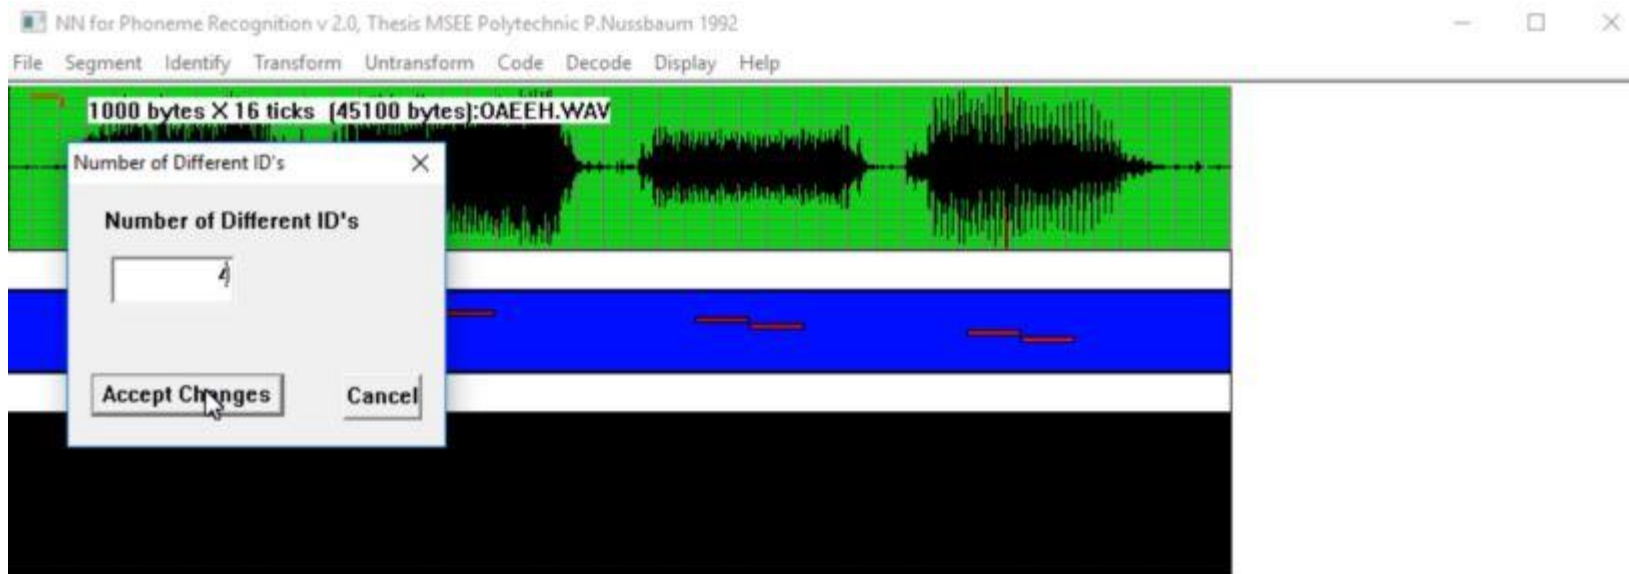 NN for Phoneme Recognition v 2.0, Thesis MSEE Polytechnic P.Nussbaum 1992
File Segment Identify Transform Untransform Code Decode Display Help
1000 bytes X 16 ticks (45100 bytes):OAEEH.WAV
Number of Different ID's
Number of Different ID's
4
Accept Changes Cancel